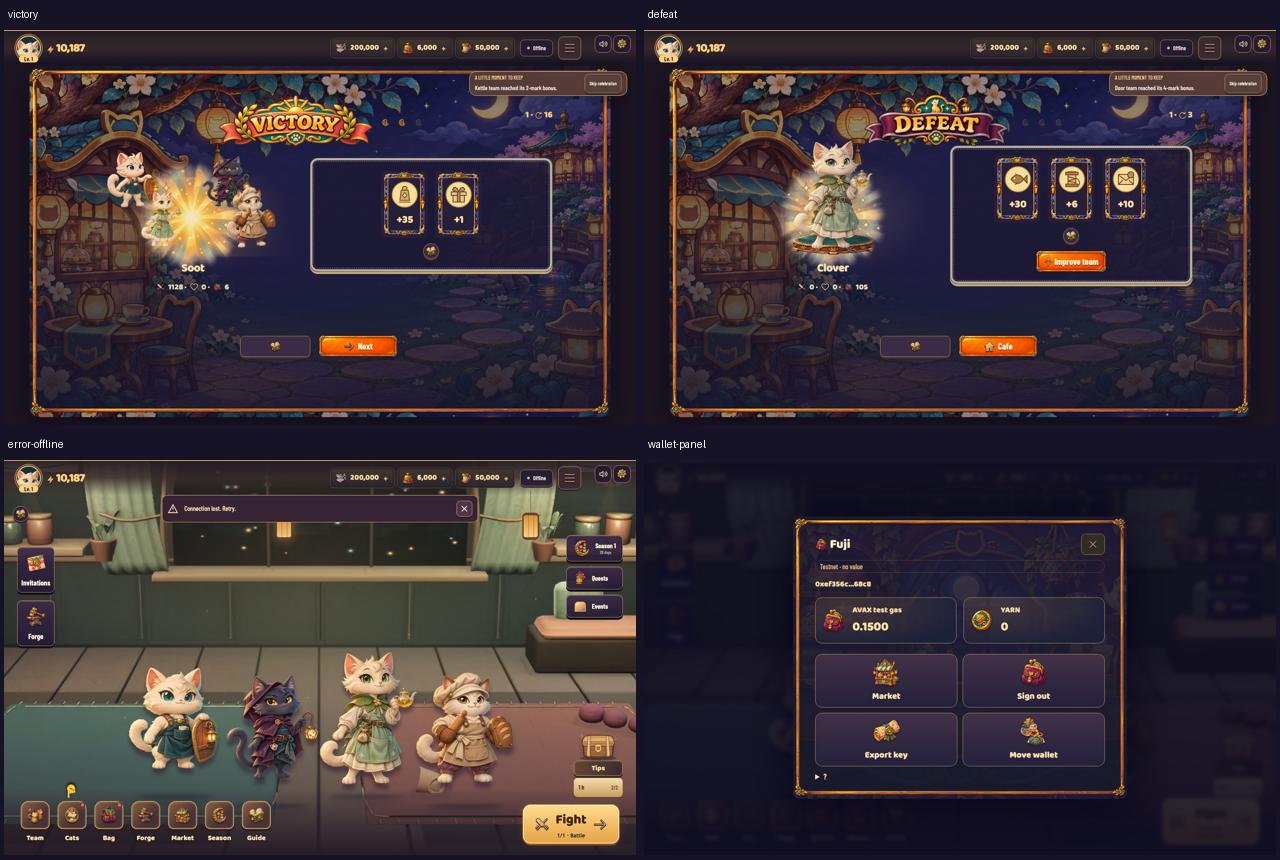 victory
10,187
Lv. 1
200,000 +
6,000 +
50,000 +
Offline
A LITTLE MOMENT TO KEEP
Kettle team reached its 2-mark bonus.
Skip celebration
VICTORY
1 · 16
+35
+1
Soot
1128 · 0 · 6
Next
defeat
10,187
Lv. 1
200,000 +
6,000 +
50,000 +
Offline
A LITTLE MOMENT TO KEEP
Door team reached its 4-mark bonus.
Skip celebration
DEFEAT
1 · 3
+30
+6
+10
Improve team
Clover
0 · 0 · 105
Cafe
error-offline
10,187
Lv. 1
200,000 +
6,000 +
50,000 +
Offline
Connection lost. Retry.
Invitations
Forge
Season 1
Quests
Events
Tips
2/2
Team
Cats
Bag
Forge
Market
Season
Guide
Fight
1/1 · Battle
wallet-panel
Fuji
Testnet · no value
0xef356c...68c8
AVAX test gas
0.1500
YARN
0
Market
Sign out
Export key
Move wallet
?